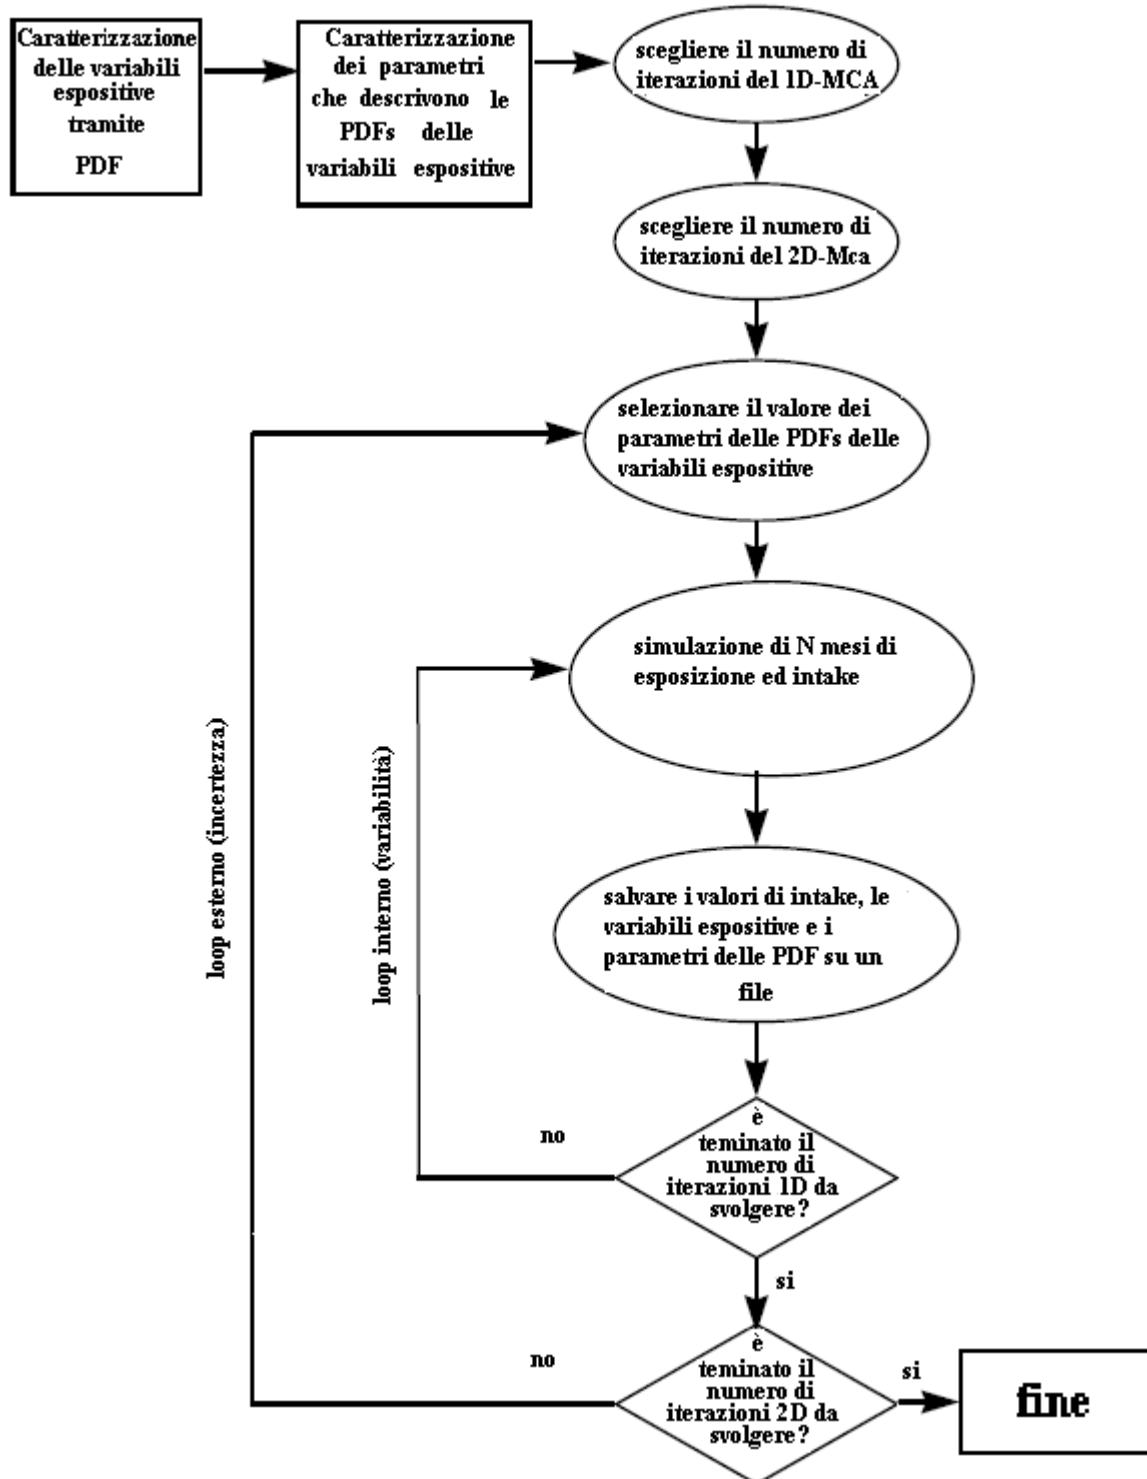 Caratterizzazione
delle variabili
espositive
tramite
PDF
Caratterizzazione
dei parametri
che descrivono le
PDFs delle
variabili espositive
scegliere il numero di
iterazioni del 1D-MCA
scegliere il numero di
iterazioni del 2D-Mca
selezionare il valore dei
parametri delle PDFs delle
variabili espositive
simulazione di N mesi di
esposizione ed intake
loop esterno (incertezza)
loop interno (variabilità)
salvare i valori di intake, le
variabili espositive e i
parametri delle PDF su un
file
no
è
teminato il
numero di
iterazioni 1D da
svolgere?
si
no
è
teminato il
numero di
iterazioni 2D da
svolgere?
si
fine